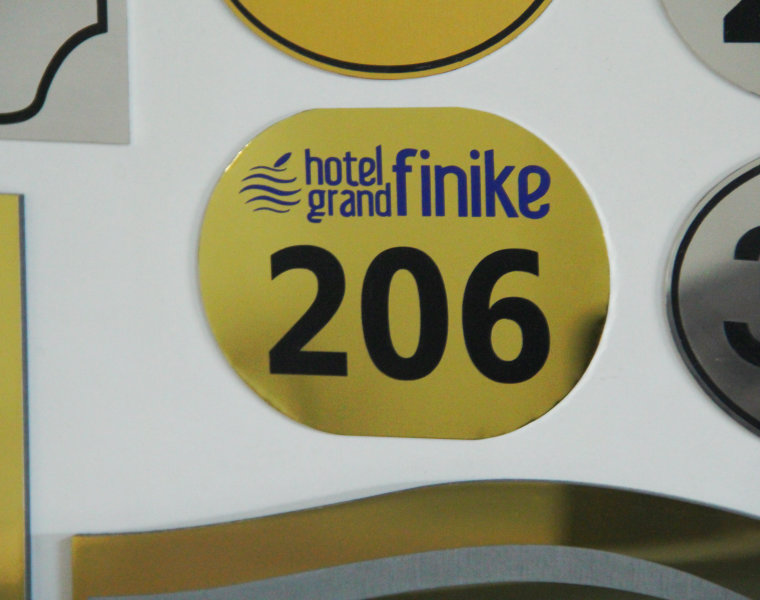 hotel
grand finike
206